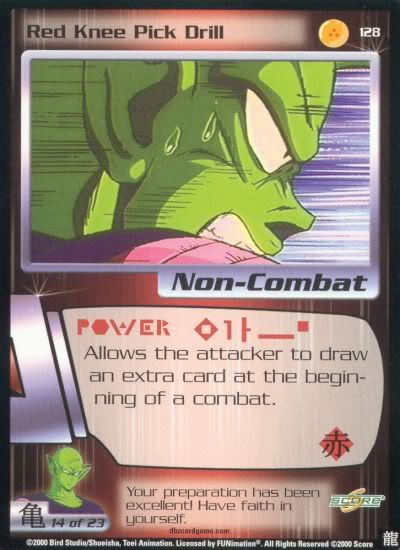 Red Knee Pick Drill
128
Non-Combat
POWER
Allows the attacker to draw
an extra card at the begin-
ning of a combat.
赤
Your preparation has been
excellent! Have faith in
yourself.
SCORE
亀
14 of 23
dbzcardgame.com
©2000 Bird Studio/Shueisha, Toei Animation. Licensed by FUNimation®. All Rights Reserved. ©2000 Score
龍